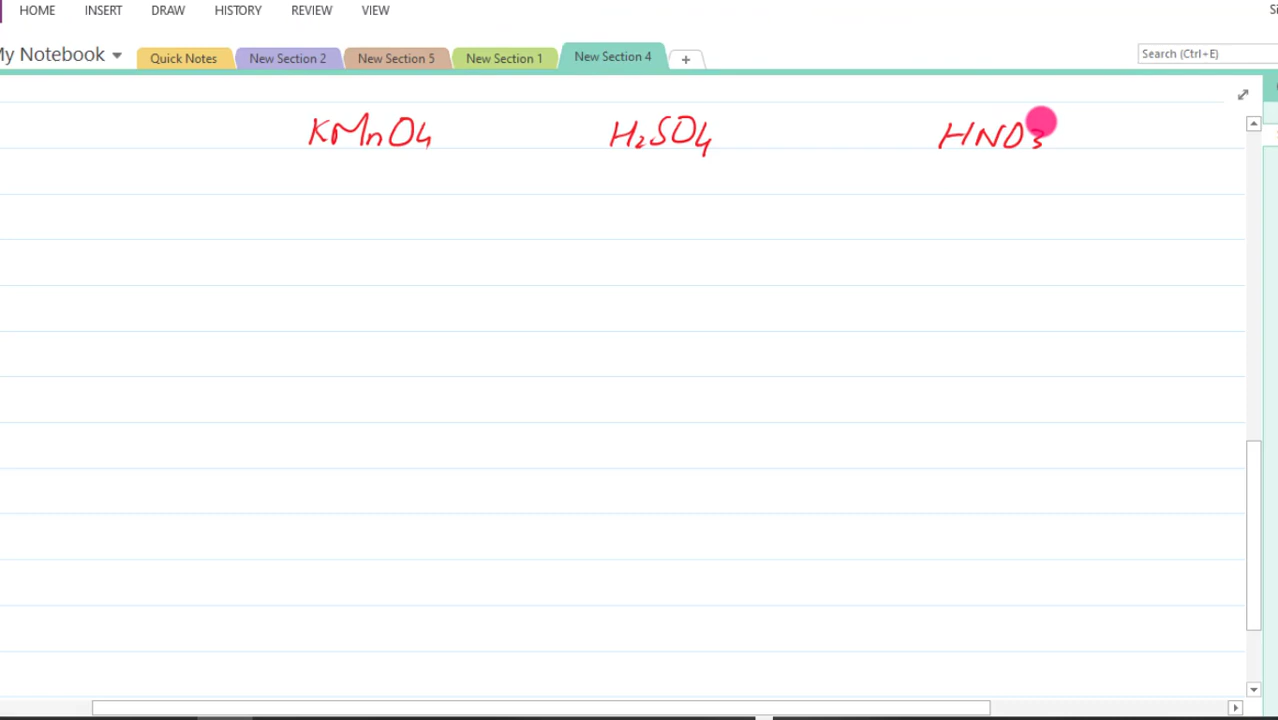 HOME INSERT DRAW HISTORY REVIEW VIEW Si
My Notebook Quick Notes New Section 2 New Section 5 New Section 1 New Section 4 + Search (Ctrl+E)
KMnO4 H2SO4 HNO3